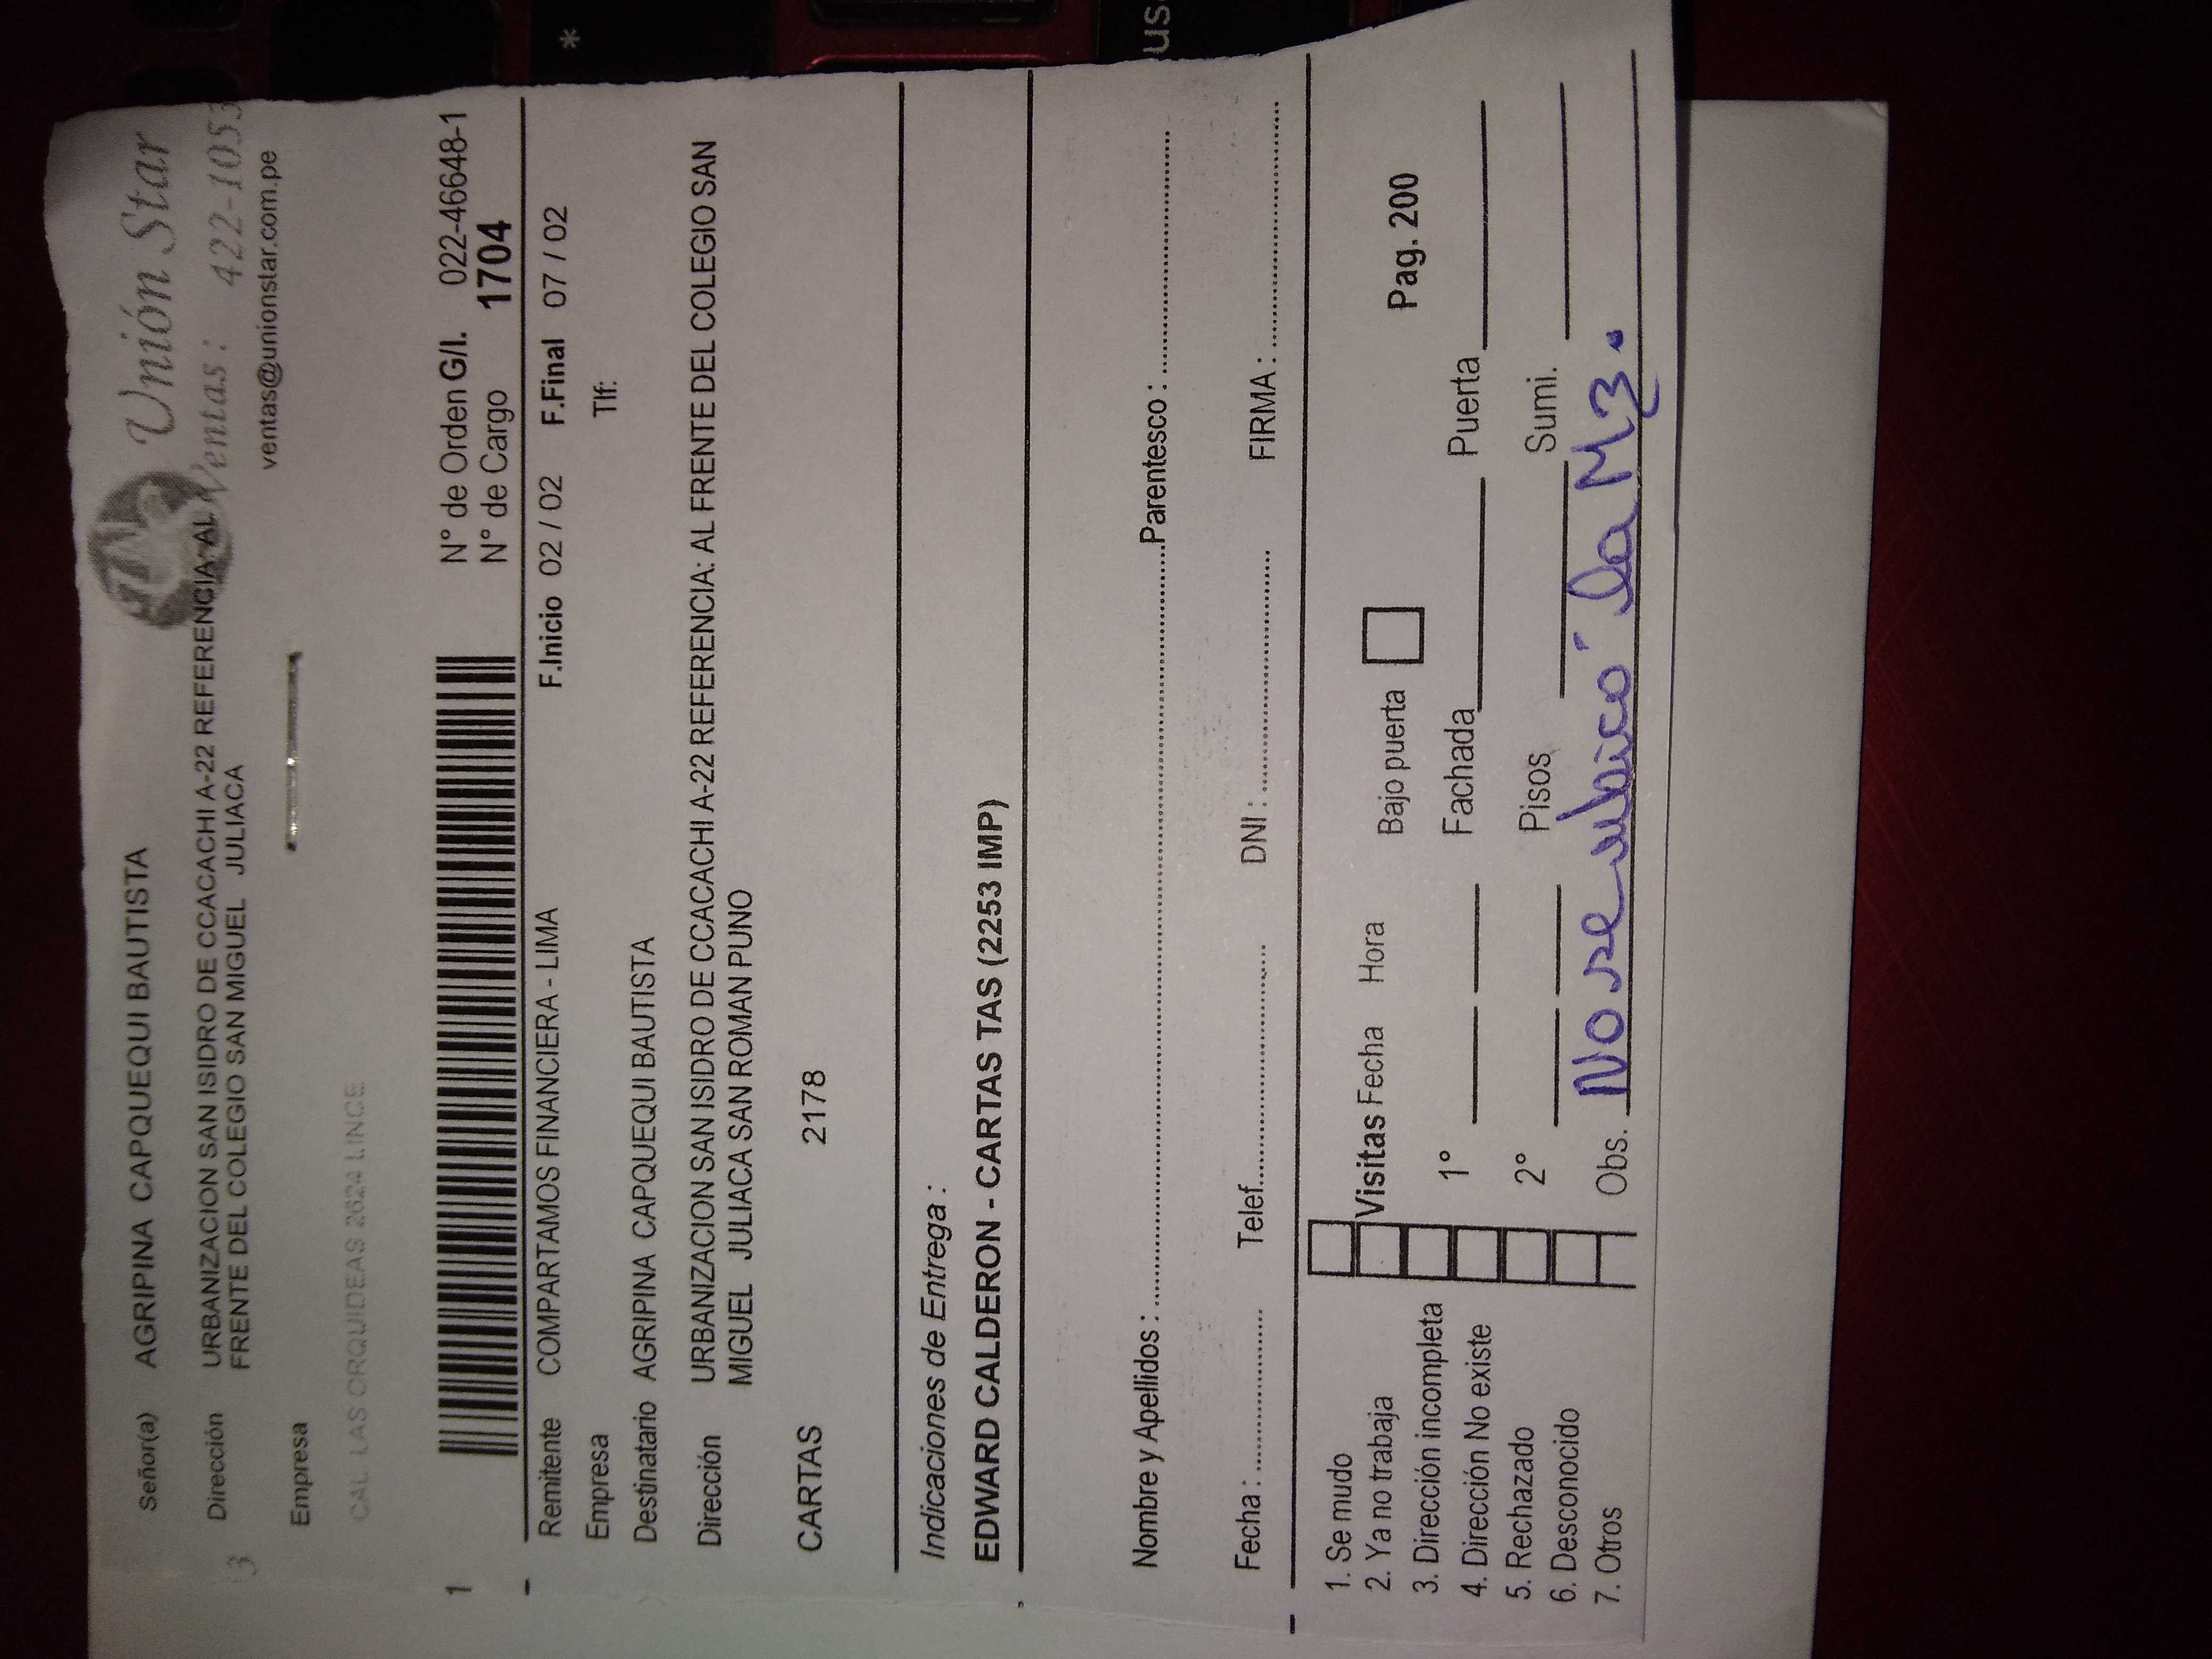 Unión Star
Ventas: 422-1053
ventas@unionstar.com.pe
Señor(a) AGRIPINA CAPQUEQUI BAUTISTA
Dirección URBANIZACION SAN ISIDRO DE CCACACHI A-22 REFERENCIA: AL
FRENTE DEL COLEGIO SAN MIGUEL JULIACA
3
Empresa
CAL. LAS ORQUIDEAS 2624 LINCE
1
N° de Orden G/I. 022-46648-1
N° de Cargo 1704
Remitente COMPARTAMOS FINANCIERA - LIMA F.Inicio 02 / 02 F.Final 07 / 02
Empresa Tlf:
Destinatario AGRIPINA CAPQUEQUI BAUTISTA
Dirección URBANIZACION SAN ISIDRO DE CCACACHI A-22 REFERENCIA: AL FRENTE DEL COLEGIO SAN
MIGUEL JULIACA SAN ROMAN PUNO
CARTAS 2178
Indicaciones de Entrega :
EDWARD CALDERON - CARTAS TAS (2253 IMP)
Nombre y Apellidos : Parentesco :
Fecha : Telef. DNI : FIRMA :
1. Se mudo
2. Ya no trabaja Visitas Fecha Hora Bajo puerta Pag. 200
3. Dirección incompleta
4. Dirección No existe 1° Fachada Puerta
5. Rechazado
6. Desconocido 2° Pisos Sumi.
7. Otros Obs. No se ubicó la Mz.
*
us